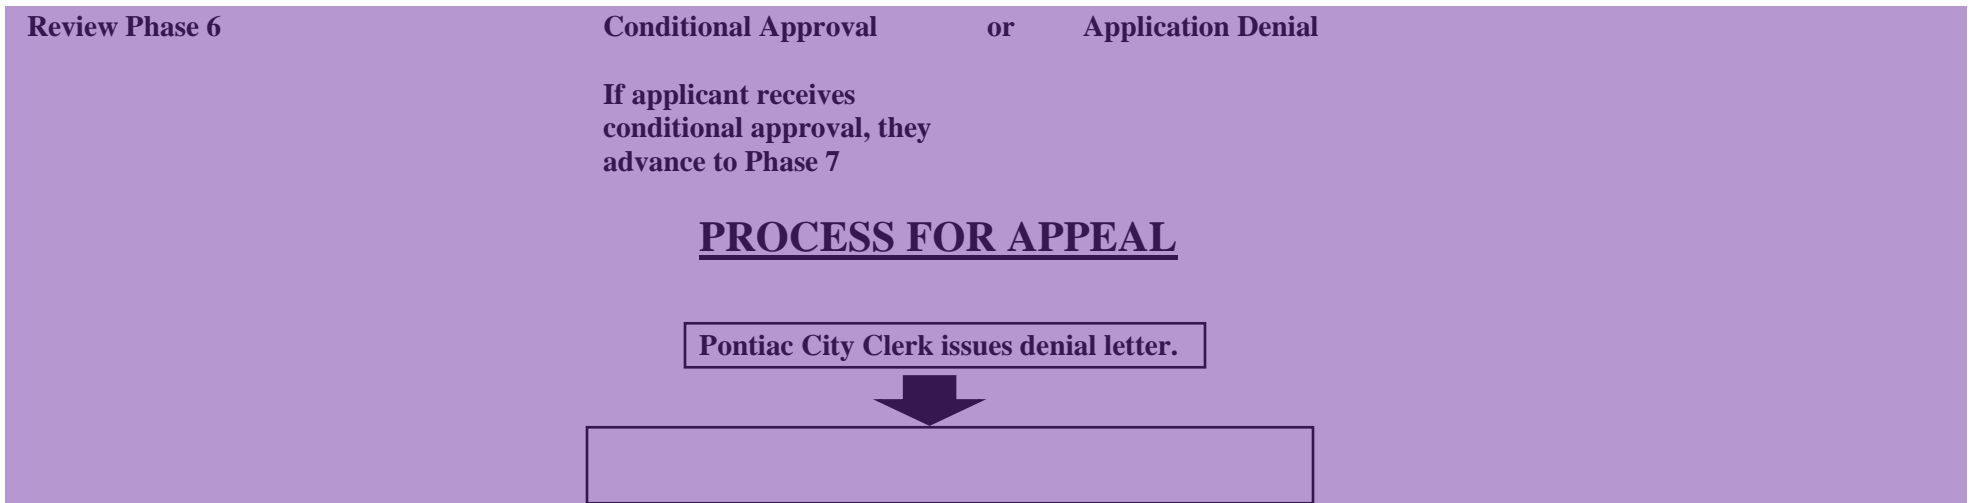 Review Phase 6 Conditional Approval or Application Denial
If applicant receives
conditional approval, they
advance to Phase 7
PROCESS FOR APPEAL
Pontiac City Clerk issues denial letter.